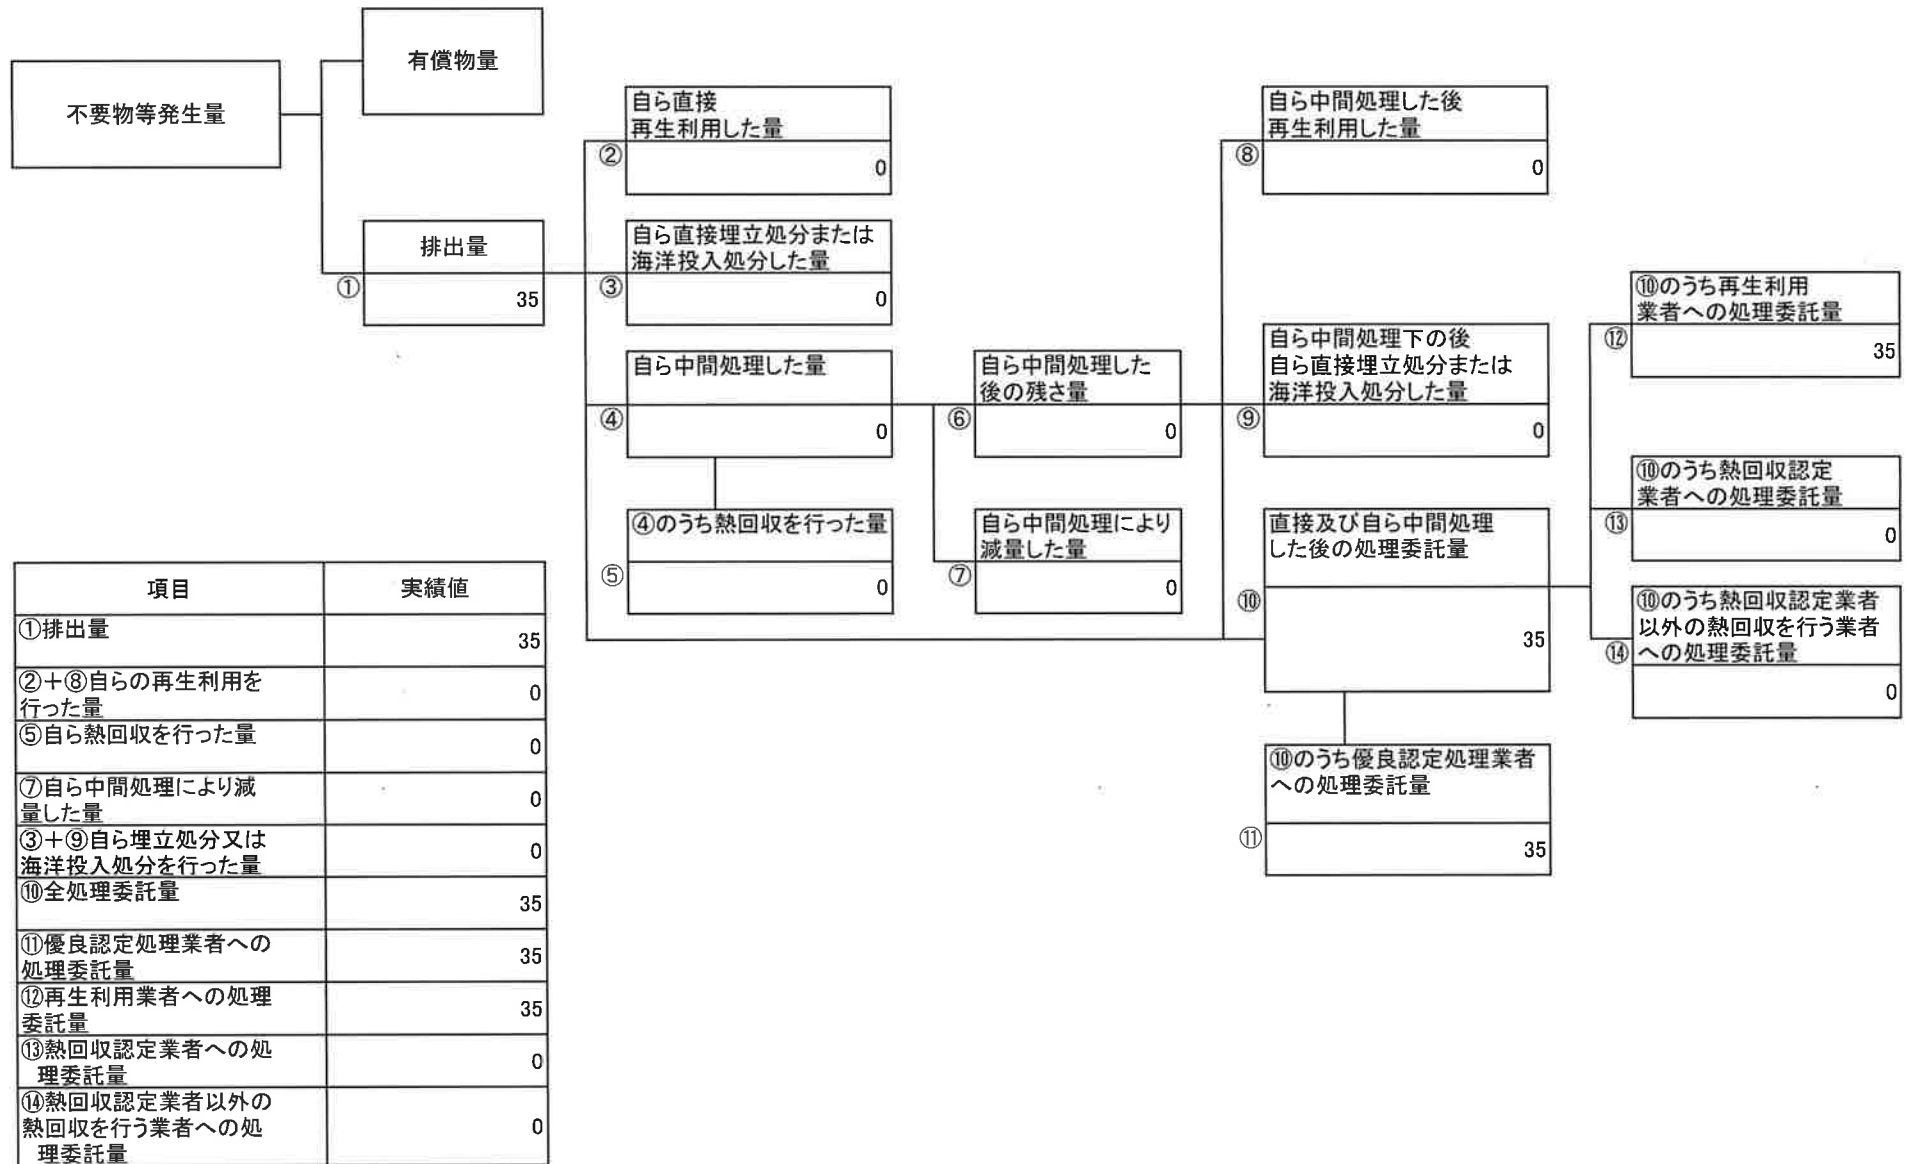 不要物等発生量
有償物量
排出量
①
35
自ら直接
再生利用した量
②
0
自ら直接埋立処分または
海洋投入処分した量
③
0
自ら中間処理した量
④
0
④のうち熱回収を行った量
⑤
0
自ら中間処理した
後の残さ量
⑥
0
自ら中間処理により
減量した量
⑦
0
自ら中間処理した後
再生利用した量
⑧
0
自ら中間処理下の後
自ら直接埋立処分または
海洋投入処分した量
⑨
0
直接及び自ら中間処理
した後の処理委託量
⑩
35
⑩のうち優良認定処理業者
への処理委託量
⑪
35
⑩のうち再生利用
業者への処理委託量
⑫
35
⑩のうち熱回収認定
業者への処理委託量
⑬
0
⑩のうち熱回収認定業者
以外の熱回収を行う業者
への処理委託量
⑭
0
項目 実績値
①排出量
35
②+⑧自らの再生利用を
行った量
0
⑤自ら熱回収を行った量
0
⑦自ら中間処理により減
量した量
0
③+⑨自ら埋立処分又は
海洋投入処分を行った量
0
⑩全処理委託量
35
⑪優良認定処理業者への
処理委託量
35
⑫再生利用業者への処理
委託量
35
⑬熱回収認定業者への処
理委託量
0
⑭熱回収認定業者以外の
熱回収を行う業者への処
理委託量
0